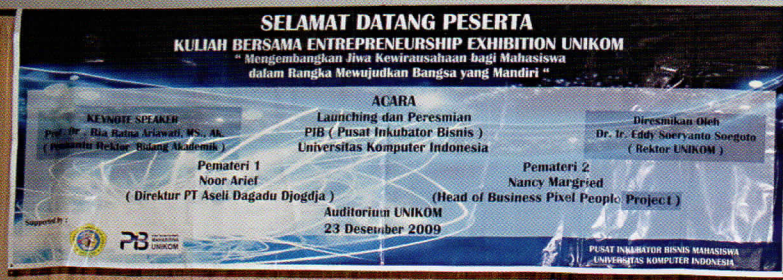 SELAMAT DATANG PESERTA
KULIAH BERSAMA ENTREPRENEURSHIP EXHIBITION UNIKOM
“ Mengembangkan Jiwa Kewirausahaan bagi Mahasiswa
dalam Rangka Mewujudkan Bangsa yang Mandiri “
KEYNOTE SPEAKER
Prof. Dr . Ria Ratna Ariawati, MS., Ak.
( Pembantu Rektor Bidang Akademik )
ACARA
Launching dan Peresmian
PIB ( Pusat Inkubator Bisnis )
Universitas Komputer Indonesia
Diresmikan Oleh
Dr. Ir. Eddy Soeryanto Soegoto
( Rektor UNIKOM )
Pemateri 1
Noor Arief
( Direktur PT Aseli Dagadu Djogdja )
Pemateri 2
Nancy Margried
(Head of Business Pixel People Project )
Auditorium UNIKOM
23 Desember 2009
Supported by :
PIB
MAHASISWA
UNIKOM
PUSAT INKUBATOR BISNIS MAHASISWA
UNIVERSITAS KOMPUTER INDONESIA